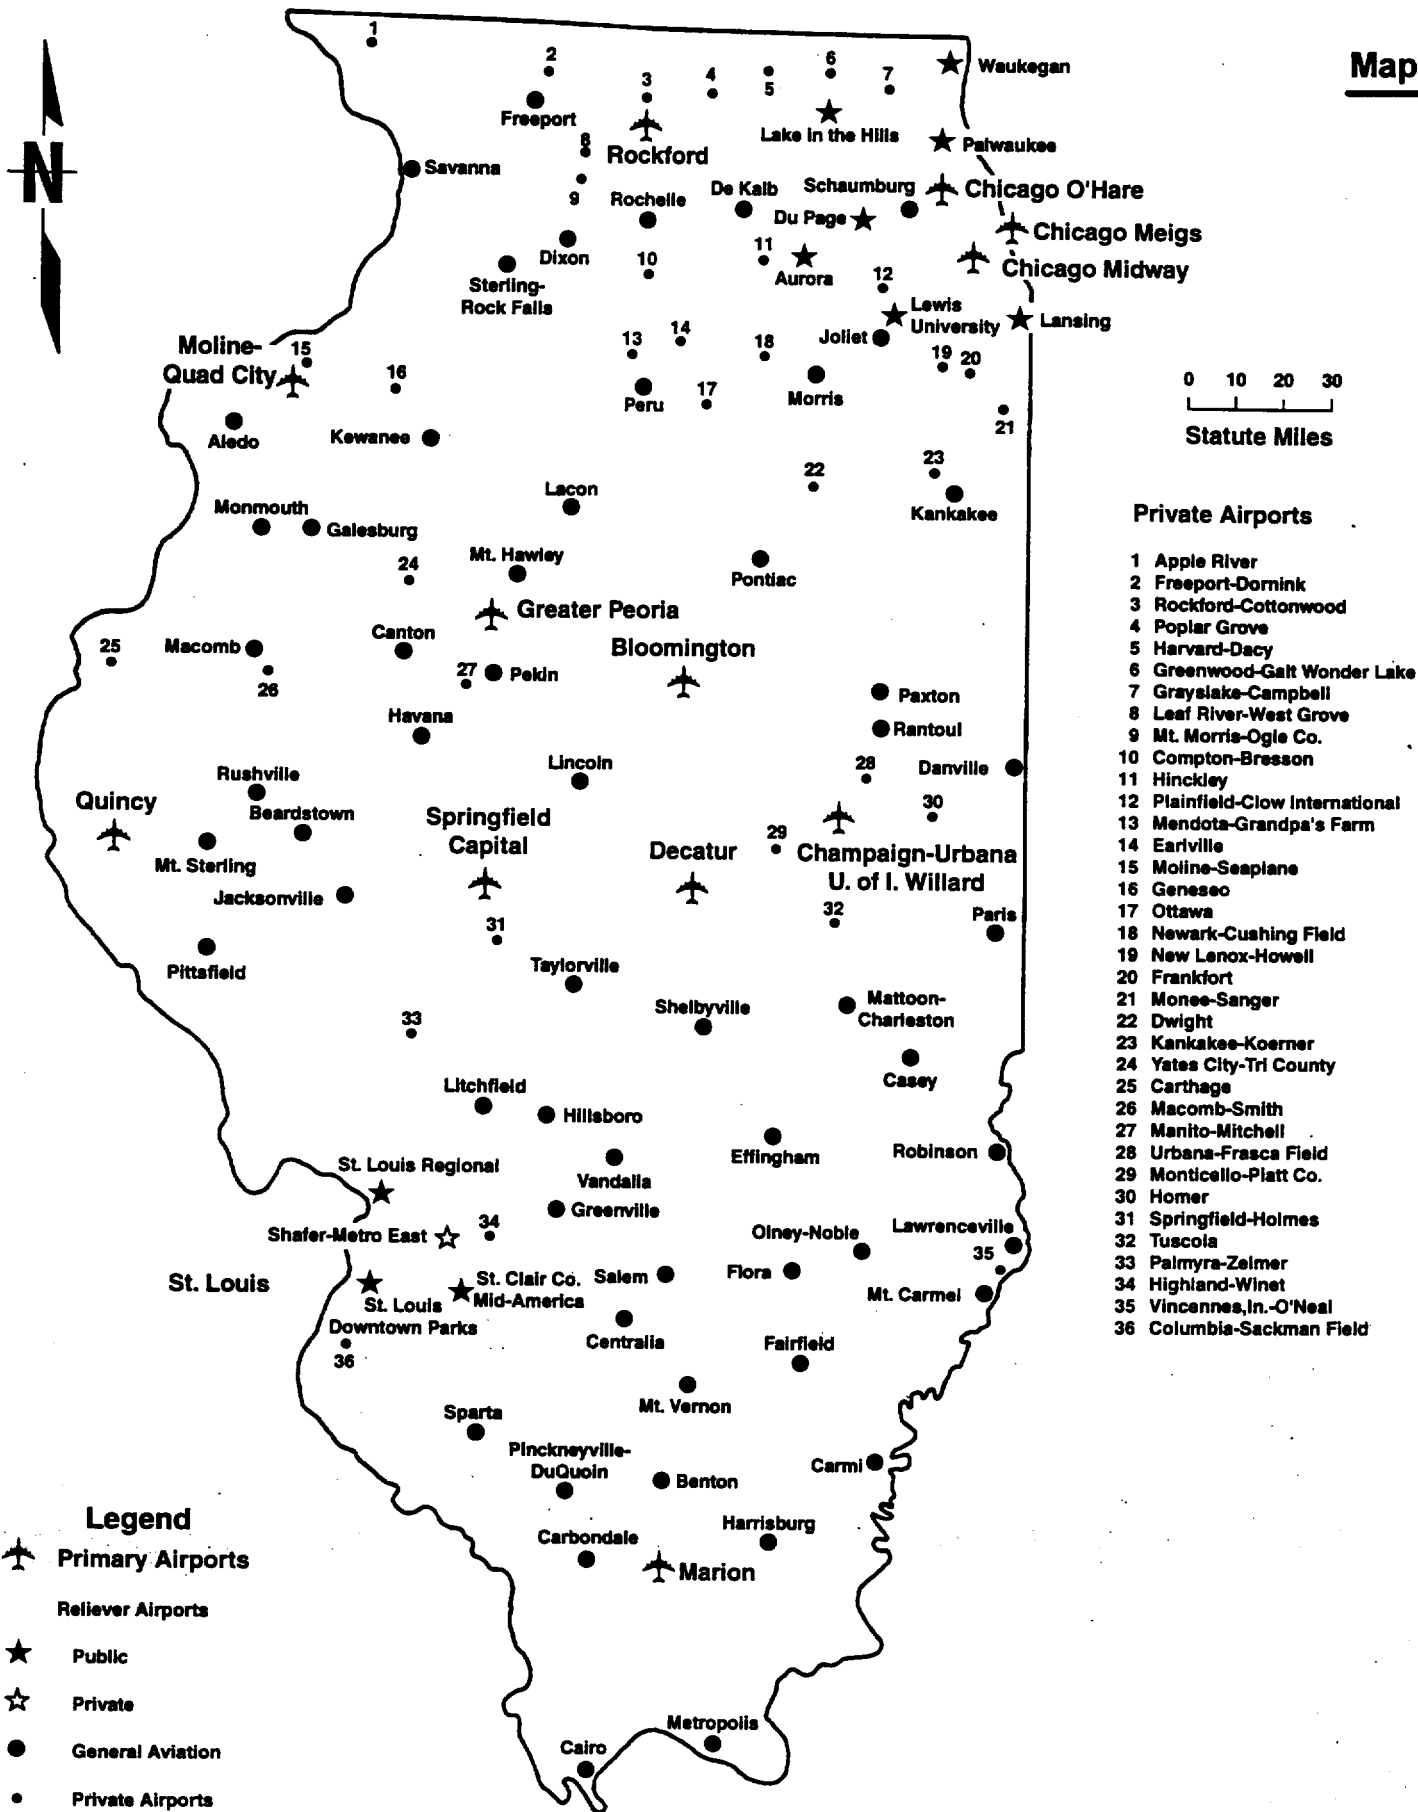 Map
1
2
3
4
5
6
7
Waukegan
Freeport
Lake in the Hills
8
Rockford
Palwaukee
Savanna
9
Rochelle
De Kalb
Schaumburg
Chicago O'Hare
Du Page
Chicago Meigs
Dixon
10
11
Aurora
12
Chicago Midway
Sterling-
Rock Falls
Lewis
University
Lansing
Joliet
Moline-
Quad City
15
16
13
14
18
19
20
Peru
17
Morris
21
0 10 20 30
Statute Miles
Aledo
Kewanee
22
23
Lacon
Kankakee
Monmouth
Galesburg
24
Mt. Hawley
Pontiac
Greater Peoria
25
Macomb
26
Canton
27
Pekin
Bloomington
Paxton
Rantoul
Havana
Lincoln
28
Danville
Rushville
Quincy
Beardstown
Springfield
Capital
30
29
Mt. Sterling
Decatur
Champaign-Urbana
U. of I. Willard
Jacksonville
31
32
Paris
Pittsfield
Taylorville
Shelbyville
Mattoon-
Charleston
33
Casey
Litchfield
Hillsboro
Effingham
Robinson
St. Louis Regional
Vandalia
Greenville
Shafer-Metro East
34
Olney-Noble
Lawrenceville
35
St. Louis
St. Clair Co.
Mid-America
Salem
Flora
Mt. Carmel
St. Louis
Downtown Parks
36
Centralia
Fairfield
Mt. Vernon
Sparta
Pinckneyville-
DuQuoin
Benton
Carmi
Carbondale
Harrisburg
Marion
Metropolis
Cairo
N
Private Airports
1 Apple River
2 Freeport-Dornink
3 Rockford-Cottonwood
4 Poplar Grove
5 Harvard-Dacy
6 Greenwood-Galt Wonder Lake
7 Grayslake-Campbell
8 Leaf River-West Grove
9 Mt. Morris-Ogle Co.
10 Compton-Bresson
11 Hinckley
12 Plainfield-Clow International
13 Mendota-Grandpa's Farm
14 Earlville
15 Moline-Seaplane
16 Geneseo
17 Ottawa
18 Newark-Cushing Field
19 New Lenox-Howell
20 Frankfort
21 Monee-Sanger
22 Dwight
23 Kankakee-Koerner
24 Yates City-Tri County
25 Carthage
26 Macomb-Smith
27 Manito-Mitchell
28 Urbana-Frasca Field
29 Monticello-Piatt Co.
30 Homer
31 Springfield-Holmes
32 Tuscola
33 Palmyra-Zelmer
34 Highland-Winet
35 Vincennes,In.-O'Neal
36 Columbia-Sackman Field
Legend
Primary Airports
Reliever Airports
Public
Private
General Aviation
Private Airports